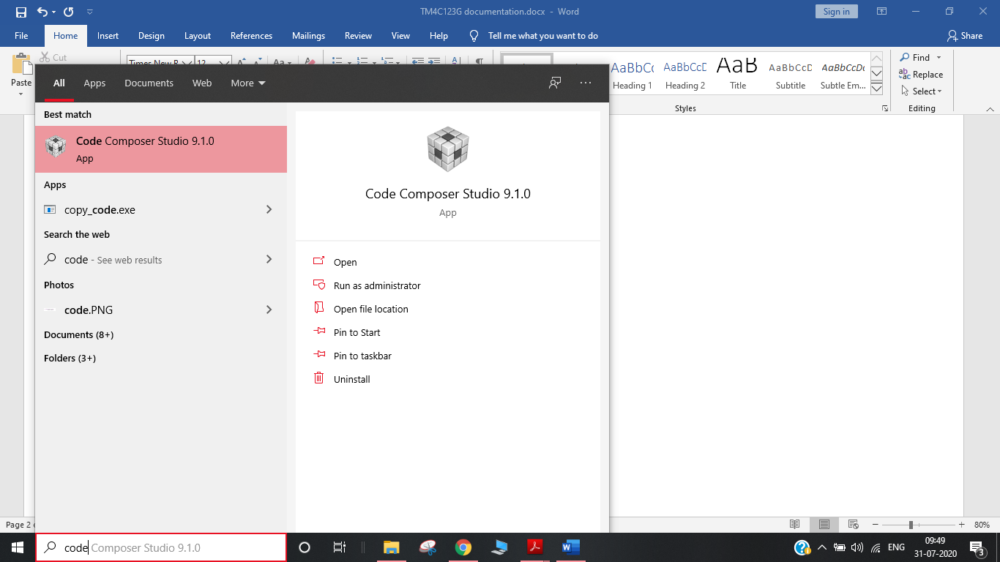 TM4C123G documentation.docx - Word
Sign in
File Home Insert Design Layout References Mailings Review View Help Tell me what you want to do Share
Cut
Paste
Times New R 12 Aa
AaBbCc AaBbCcD AaB AaBbCcD AaBbCcDc
Heading 1 Heading 2 Title Subtitle Subtle Em...
Styles
Find
Replace
Select
Editing
All Apps Documents Web More
Best match
Code Composer Studio 9.1.0
App
Apps
copy_code.exe
Search the web
code - See web results
Photos
code.PNG
Documents (8+)
Folders (3+)
Code Composer Studio 9.1.0
App
Open
Run as administrator
Open file location
Pin to Start
Pin to taskbar
Uninstall
Page 2
80%
code Composer Studio 9.1.0
ENG
09:49
31-07-2020
3